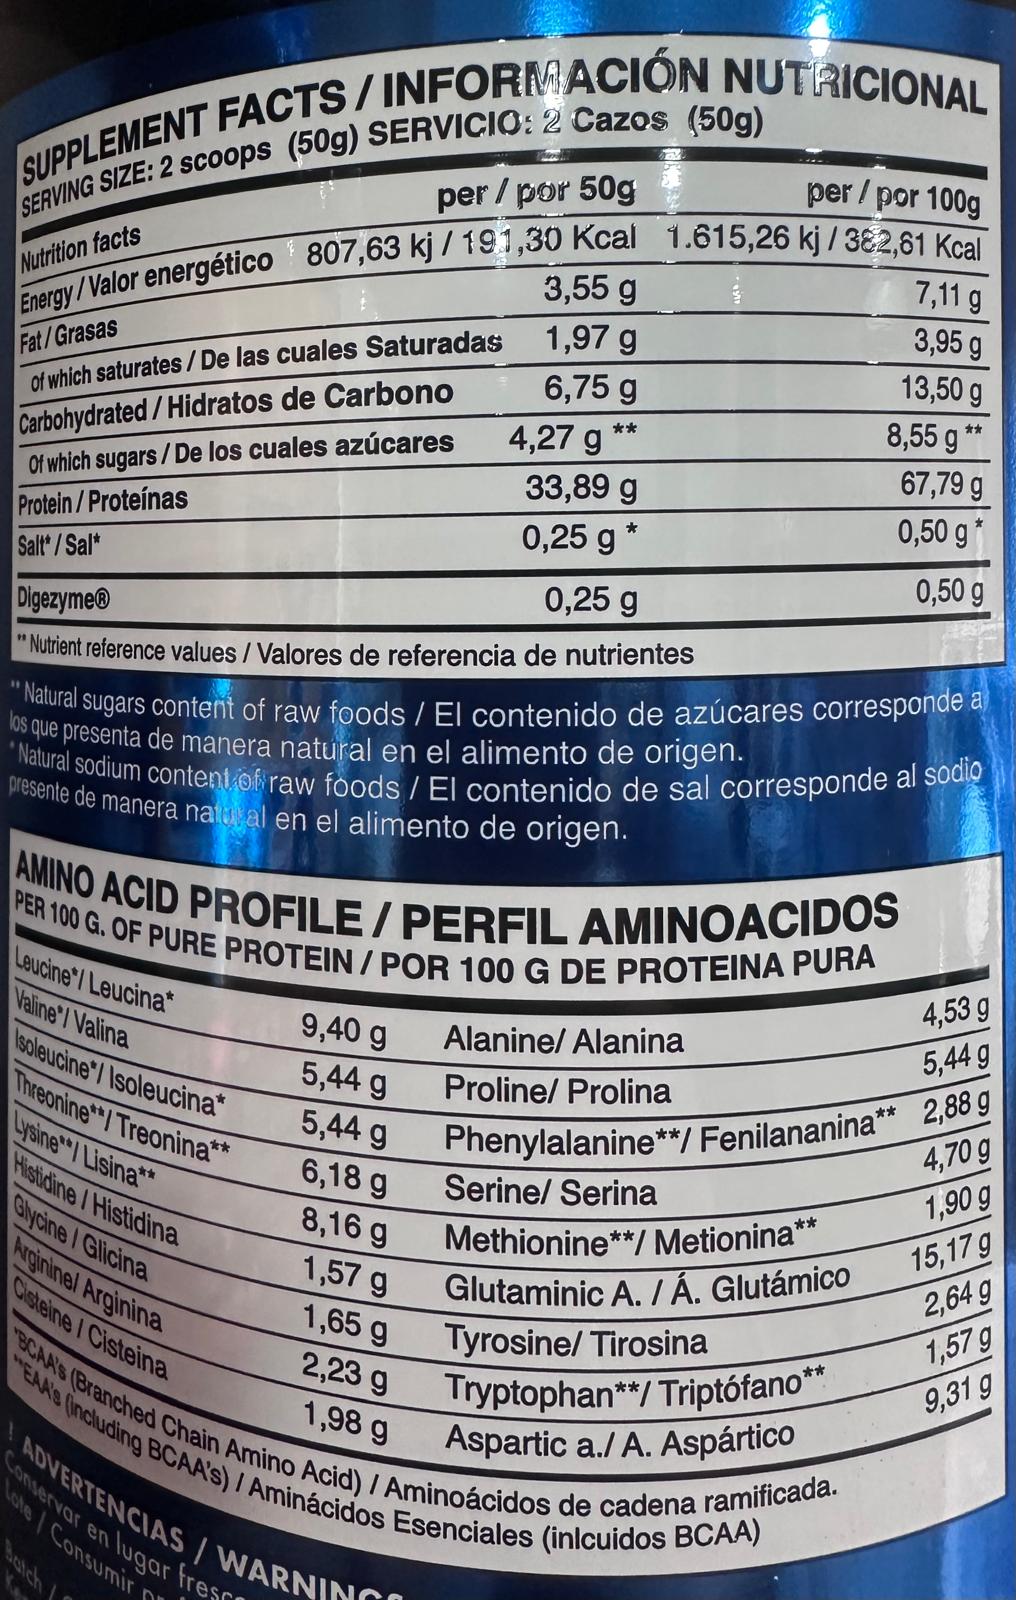 SUPPLEMENT FACTS / INFORMACIÓN NUTRICIONAL
SERVING SIZE: 2 scoops (50g) SERVICIO: 2 Cazos (50g)
Nutrition facts per / por 50g per / por 100g
Energy / Valor energético 807,63 kj / 191,30 Kcal 1.615,26 kj / 382,61 Kcal
Fat / Grasas 3,55 g 7,11 g
Of which saturates / De las cuales Saturadas 1,97 g 3,95 g
Carbohydrated / Hidratos de Carbono 6,75 g 13,50 g
Of which sugars / De los cuales azúcares 4,27 g ** 8,55 g **
Protein / Proteínas 33,89 g 67,79 g
Salt* / Sal* 0,25 g * 0,50 g *
Digezyme® 0,25 g 0,50 g
** Nutrient reference values / Valores de referencia de nutrientes
** Natural sugars content of raw foods / El contenido de azúcares corresponde a
los que presenta de manera natural en el alimento de origen.
* Natural sodium content of raw foods / El contenido de sal corresponde al sodio
presente de manera natural en el alimento de origen.
AMINO ACID PROFILE / PERFIL AMINOACIDOS
PER 100 G. OF PURE PROTEIN / POR 100 G DE PROTEINA PURA
Leucine*/ Leucina* 9,40 g Alanine/ Alanina 4,53 g
Valine*/ Valina 5,44 g Proline/ Prolina 5,44 g
Isoleucine*/ Isoleucina* 5,44 g Phenylalanine**/ Fenilananina** 2,88 g
Threonine**/ Treonina** 6,18 g Serine/ Serina 4,70 g
Lysine**/ Lisina** 8,16 g Methionine**/ Metionina** 1,90 g
Histidine / Histidina 1,57 g Glutaminic A. / Á. Glutámico 15,17 g
Glycine / Glicina 1,65 g Tyrosine/ Tirosina 2,64 g
Arginine/ Arginina 2,23 g Tryptophan**/ Triptófano** 1,57 g
Cisteine / Cisteina 1,98 g Aspartic a./ A. Aspártico 9,31 g
*BCAA's (Branched Chain Amino Acid) / Aminoácidos de cadena ramificada.
**EAA's (including BCAA's) / Aminácidos Esenciales (inlcuidos BCAA)
! ADVERTENCIAS / WARNINGS
Conservar en lugar
Lote / Consumir
Batch /